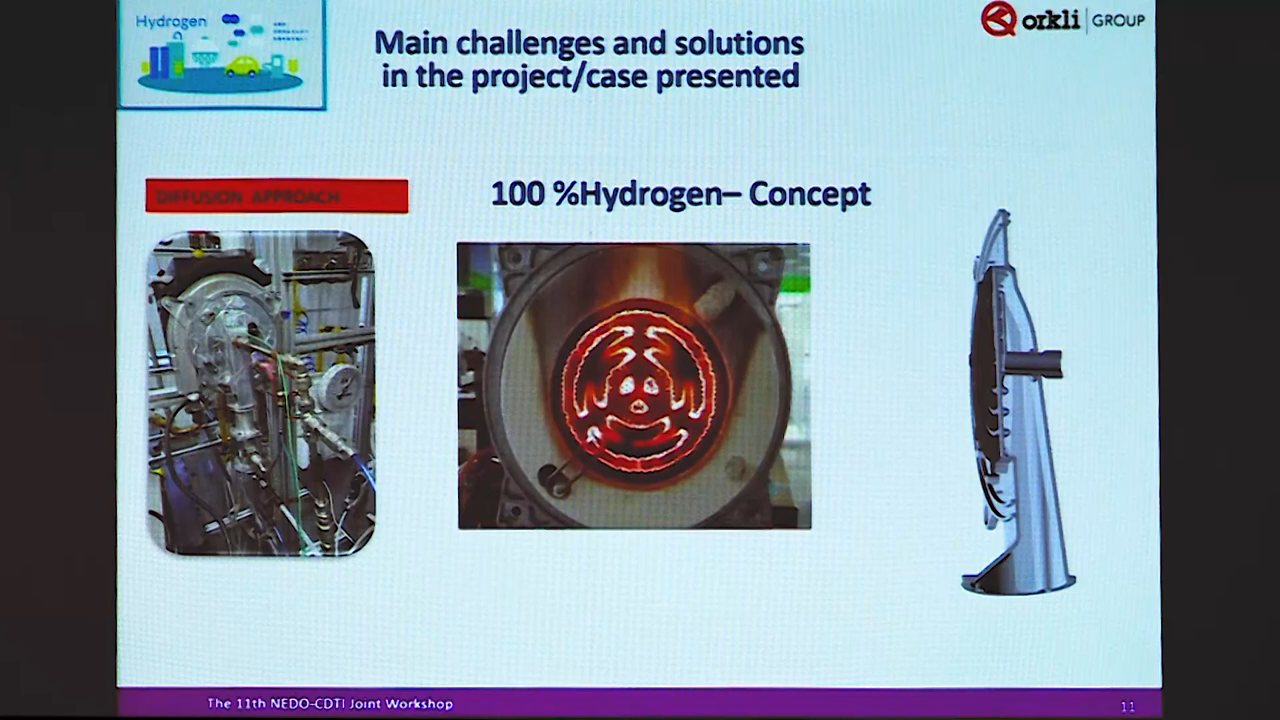 Hydrogen
orkli GROUP
Main challenges and solutions
in the project/case presented
DIFFUSION APPROACH
100 %Hydrogen– Concept
The 11th NEDO-CDTI Joint Workshop
11